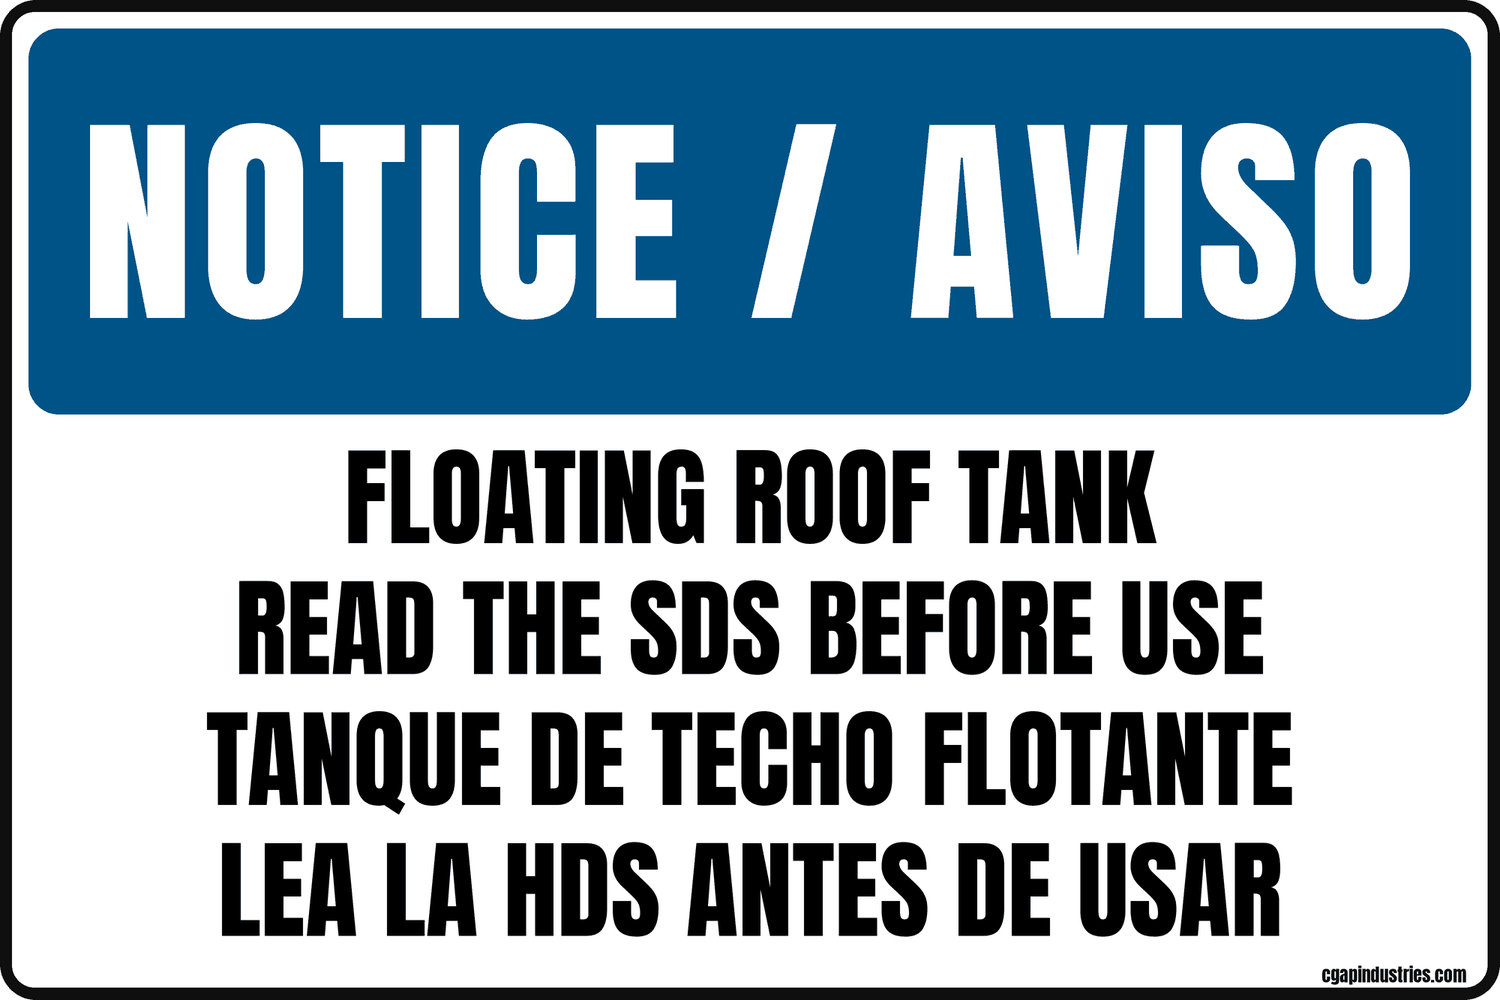 NOTICE / AVISO
FLOATING ROOF TANK
READ THE SDS BEFORE USE
TANQUE DE TECHO FLOTANTE
LEA LA HDS ANTES DE USAR
cgapindustries.com